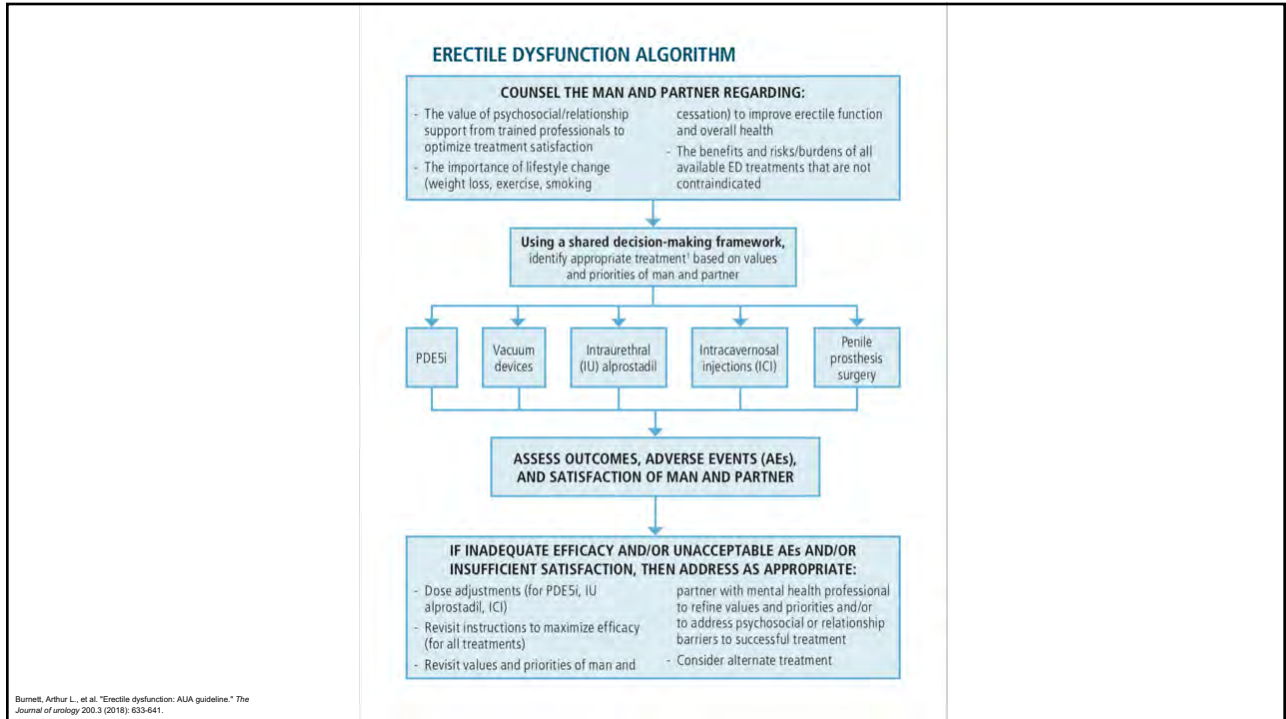 ERECTILE DYSFUNCTION ALGORITHM
COUNSEL THE MAN AND PARTNER REGARDING:
- The value of psychosocial/relationship
support from trained professionals to
optimize treatment satisfaction
- The importance of lifestyle change
(weight loss, exercise, smoking
cessation) to improve erectile function
and overall health
- The benefits and risks/burdens of all
available ED treatments that are not
contraindicated
Using a shared decision-making framework,
identify appropriate treatment¹ based on values
and priorities of man and partner
PDE5i
Vacuum
devices
Intraurethral
(IU) alprostadil
Intracavernosal
injections (ICI)
Penile
prosthesis
surgery
ASSESS OUTCOMES, ADVERSE EVENTS (AEs),
AND SATISFACTION OF MAN AND PARTNER
IF INADEQUATE EFFICACY AND/OR UNACCEPTABLE AEs AND/OR
INSUFFICIENT SATISFACTION, THEN ADDRESS AS APPROPRIATE:
- Dose adjustments (for PDE5i, IU
alprostadil, ICI)
- Revisit instructions to maximize efficacy
(for all treatments)
- Revisit values and priorities of man and
partner with mental health professional
to refine values and priorities and/or
to address psychosocial or relationship
barriers to successful treatment
- Consider alternate treatment
Burnett, Arthur L., et al. "Erectile dysfunction: AUA guideline." The
Journal of urology 200.3 (2018): 633-641.